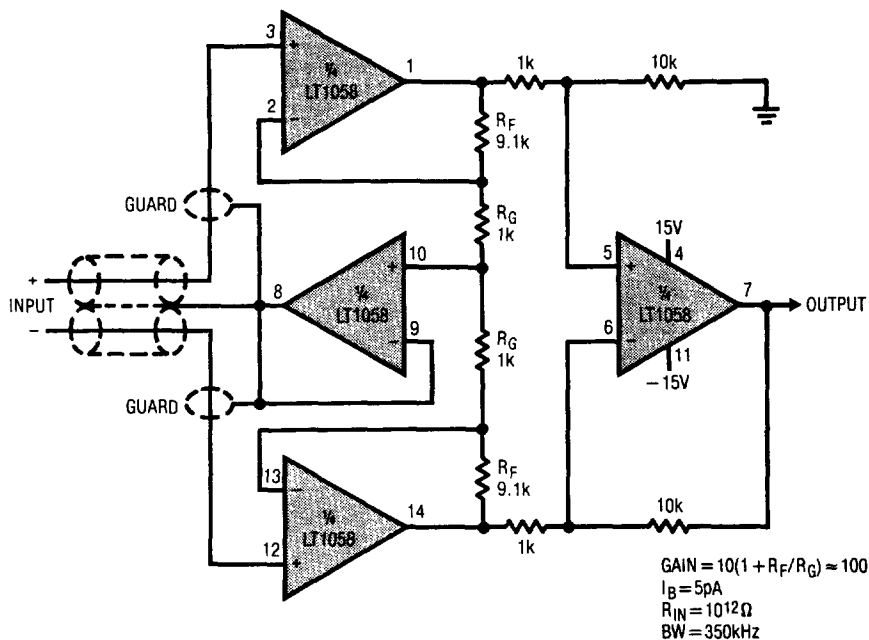 3
+
¼
LT1058
1
2
−
1k
10k
R_F
9.1k
GUARD
R_G
1k
+
INPUT
−
8
10
+
¼
LT1058
9
−
R_G
1k
15V
4
5
+
¼
LT1058
7
OUTPUT
6
−
11
−15V
GUARD
13
−
¼
LT1058
14
12
+
R_F
9.1k
1k
10k
GAIN = 10(1 + R_F/R_G) ≈ 100
I_B = 5pA
R_IN = 10¹²Ω
BW = 350kHz